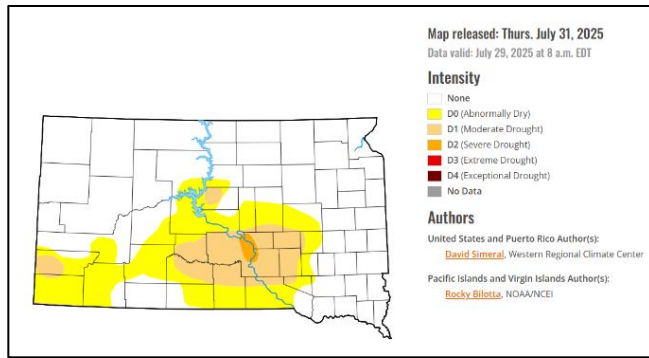 Map released: Thurs. July 31, 2025
Data valid: July 29, 2025 at 8 a.m. EDT
Intensity
None
D0 (Abnormally Dry)
D1 (Moderate Drought)
D2 (Severe Drought)
D3 (Extreme Drought)
D4 (Exceptional Drought)
No Data
Authors
United States and Puerto Rico Author(s):
David Simeral, Western Regional Climate Center
Pacific Islands and Virgin Islands Author(s):
Rocky Bilotta, NOAA/NCEI